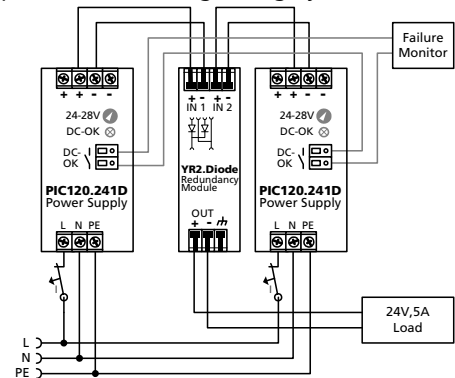 Failure
Monitor
+ + - -
24-28V
DC-OK
DC-
OK
PIC120.241D
Power Supply
L N PE
+ - + -
IN 1 IN 2
YR2.Diode
Redundancy
Module
OUT
+ -
+ + - -
24-28V
DC-OK
DC-
OK
PIC120.241D
Power Supply
L N PE
I
I
24V,5A
Load
L
N
PE